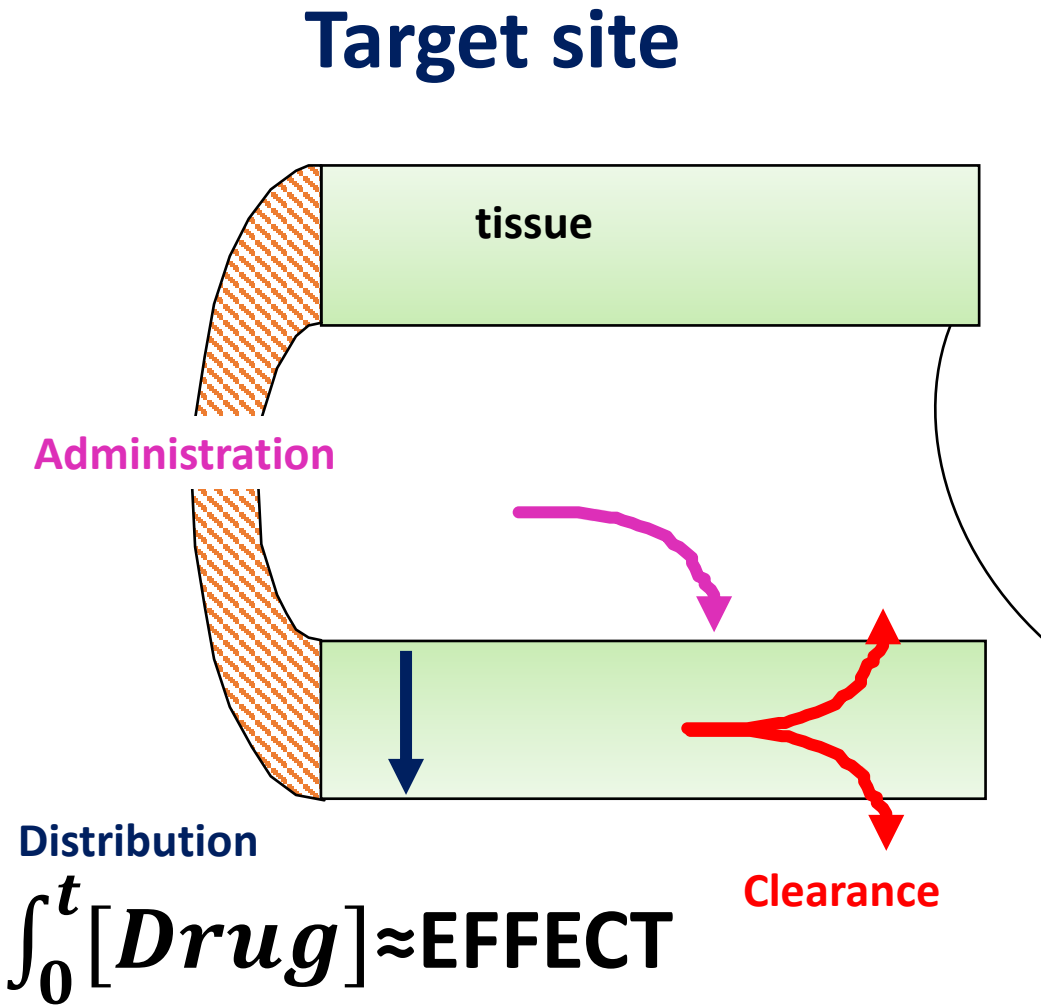 Target site
tissue
Administration
Distribution
Clearance
∫₀ᵗ[Drug]≈EFFECT